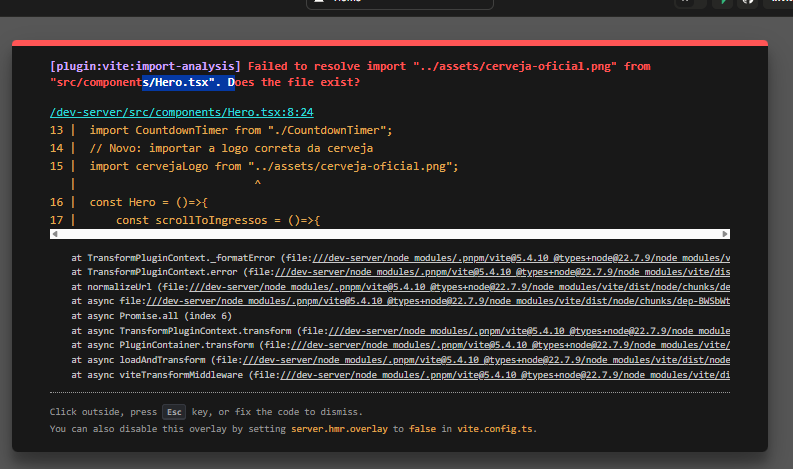 [plugin:vite:import-analysis] Failed to resolve import "../assets/cerveja-oficial.png" from
"src/components/Hero.tsx". Does the file exist?
/dev-server/src/components/Hero.tsx:8:24
13 |  import CountdownTimer from "./CountdownTimer";
14 |  // Novo: importar a logo correta da cerveja
15 |  import cervejaLogo from "../assets/cerveja-oficial.png";
|                           ^
16 |  const Hero = ()=>{
17 |      const scrollToIngressos = ()=>{
at TransformPluginContext._formatError (file:///dev-server/node_modules/.pnpm/vite@5.4.10_@types+node@22.7.9/node_modules/v
at TransformPluginContext.error (file:///dev-server/node_modules/.pnpm/vite@5.4.10_@types+node@22.7.9/node_modules/vite/dis
at normalizeUrl (file:///dev-server/node_modules/.pnpm/vite@5.4.10_@types+node@22.7.9/node_modules/vite/dist/node/chunks/de
at async file:///dev-server/node_modules/.pnpm/vite@5.4.10_@types+node@22.7.9/node_modules/vite/dist/node/chunks/dep-BWSbWt
at async Promise.all (index 6)
at async TransformPluginContext.transform (file:///dev-server/node_modules/.pnpm/vite@5.4.10_@types+node@22.7.9/node_module
at async PluginContainer.transform (file:///dev-server/node_modules/.pnpm/vite@5.4.10_@types+node@22.7.9/node_modules/vite/
at async loadAndTransform (file:///dev-server/node_modules/.pnpm/vite@5.4.10_@types+node@22.7.9/node_modules/vite/dist/node
at async viteTransformMiddleware (file:///dev-server/node_modules/.pnpm/vite@5.4.10_@types+node@22.7.9/node_modules/vite/di
Click outside, press Esc key, or fix the code to dismiss.
You can also disable this overlay by setting server.hmr.overlay to false in vite.config.ts.